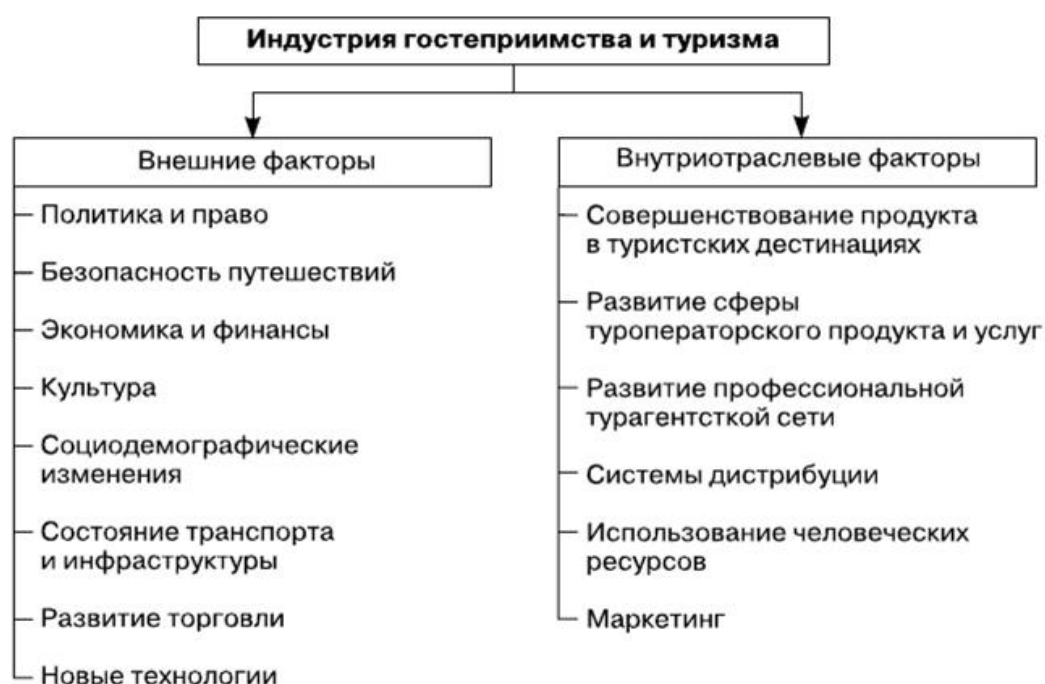 Индустрия гостеприимства и туризма
Внешние факторы
Политика и право
Безопасность путешествий
Экономика и финансы
Культура
Социодемографические
изменения
Состояние транспорта
и инфраструктуры
Развитие торговли
Новые технологии
Внутриотраслевые факторы
Совершенствование продукта
в туристских дестинациях
Развитие сферы
туроператорского продукта и услуг
Развитие профессиональной
турагентсткой сети
Системы дистрибуции
Использование человеческих
ресурсов
Маркетинг